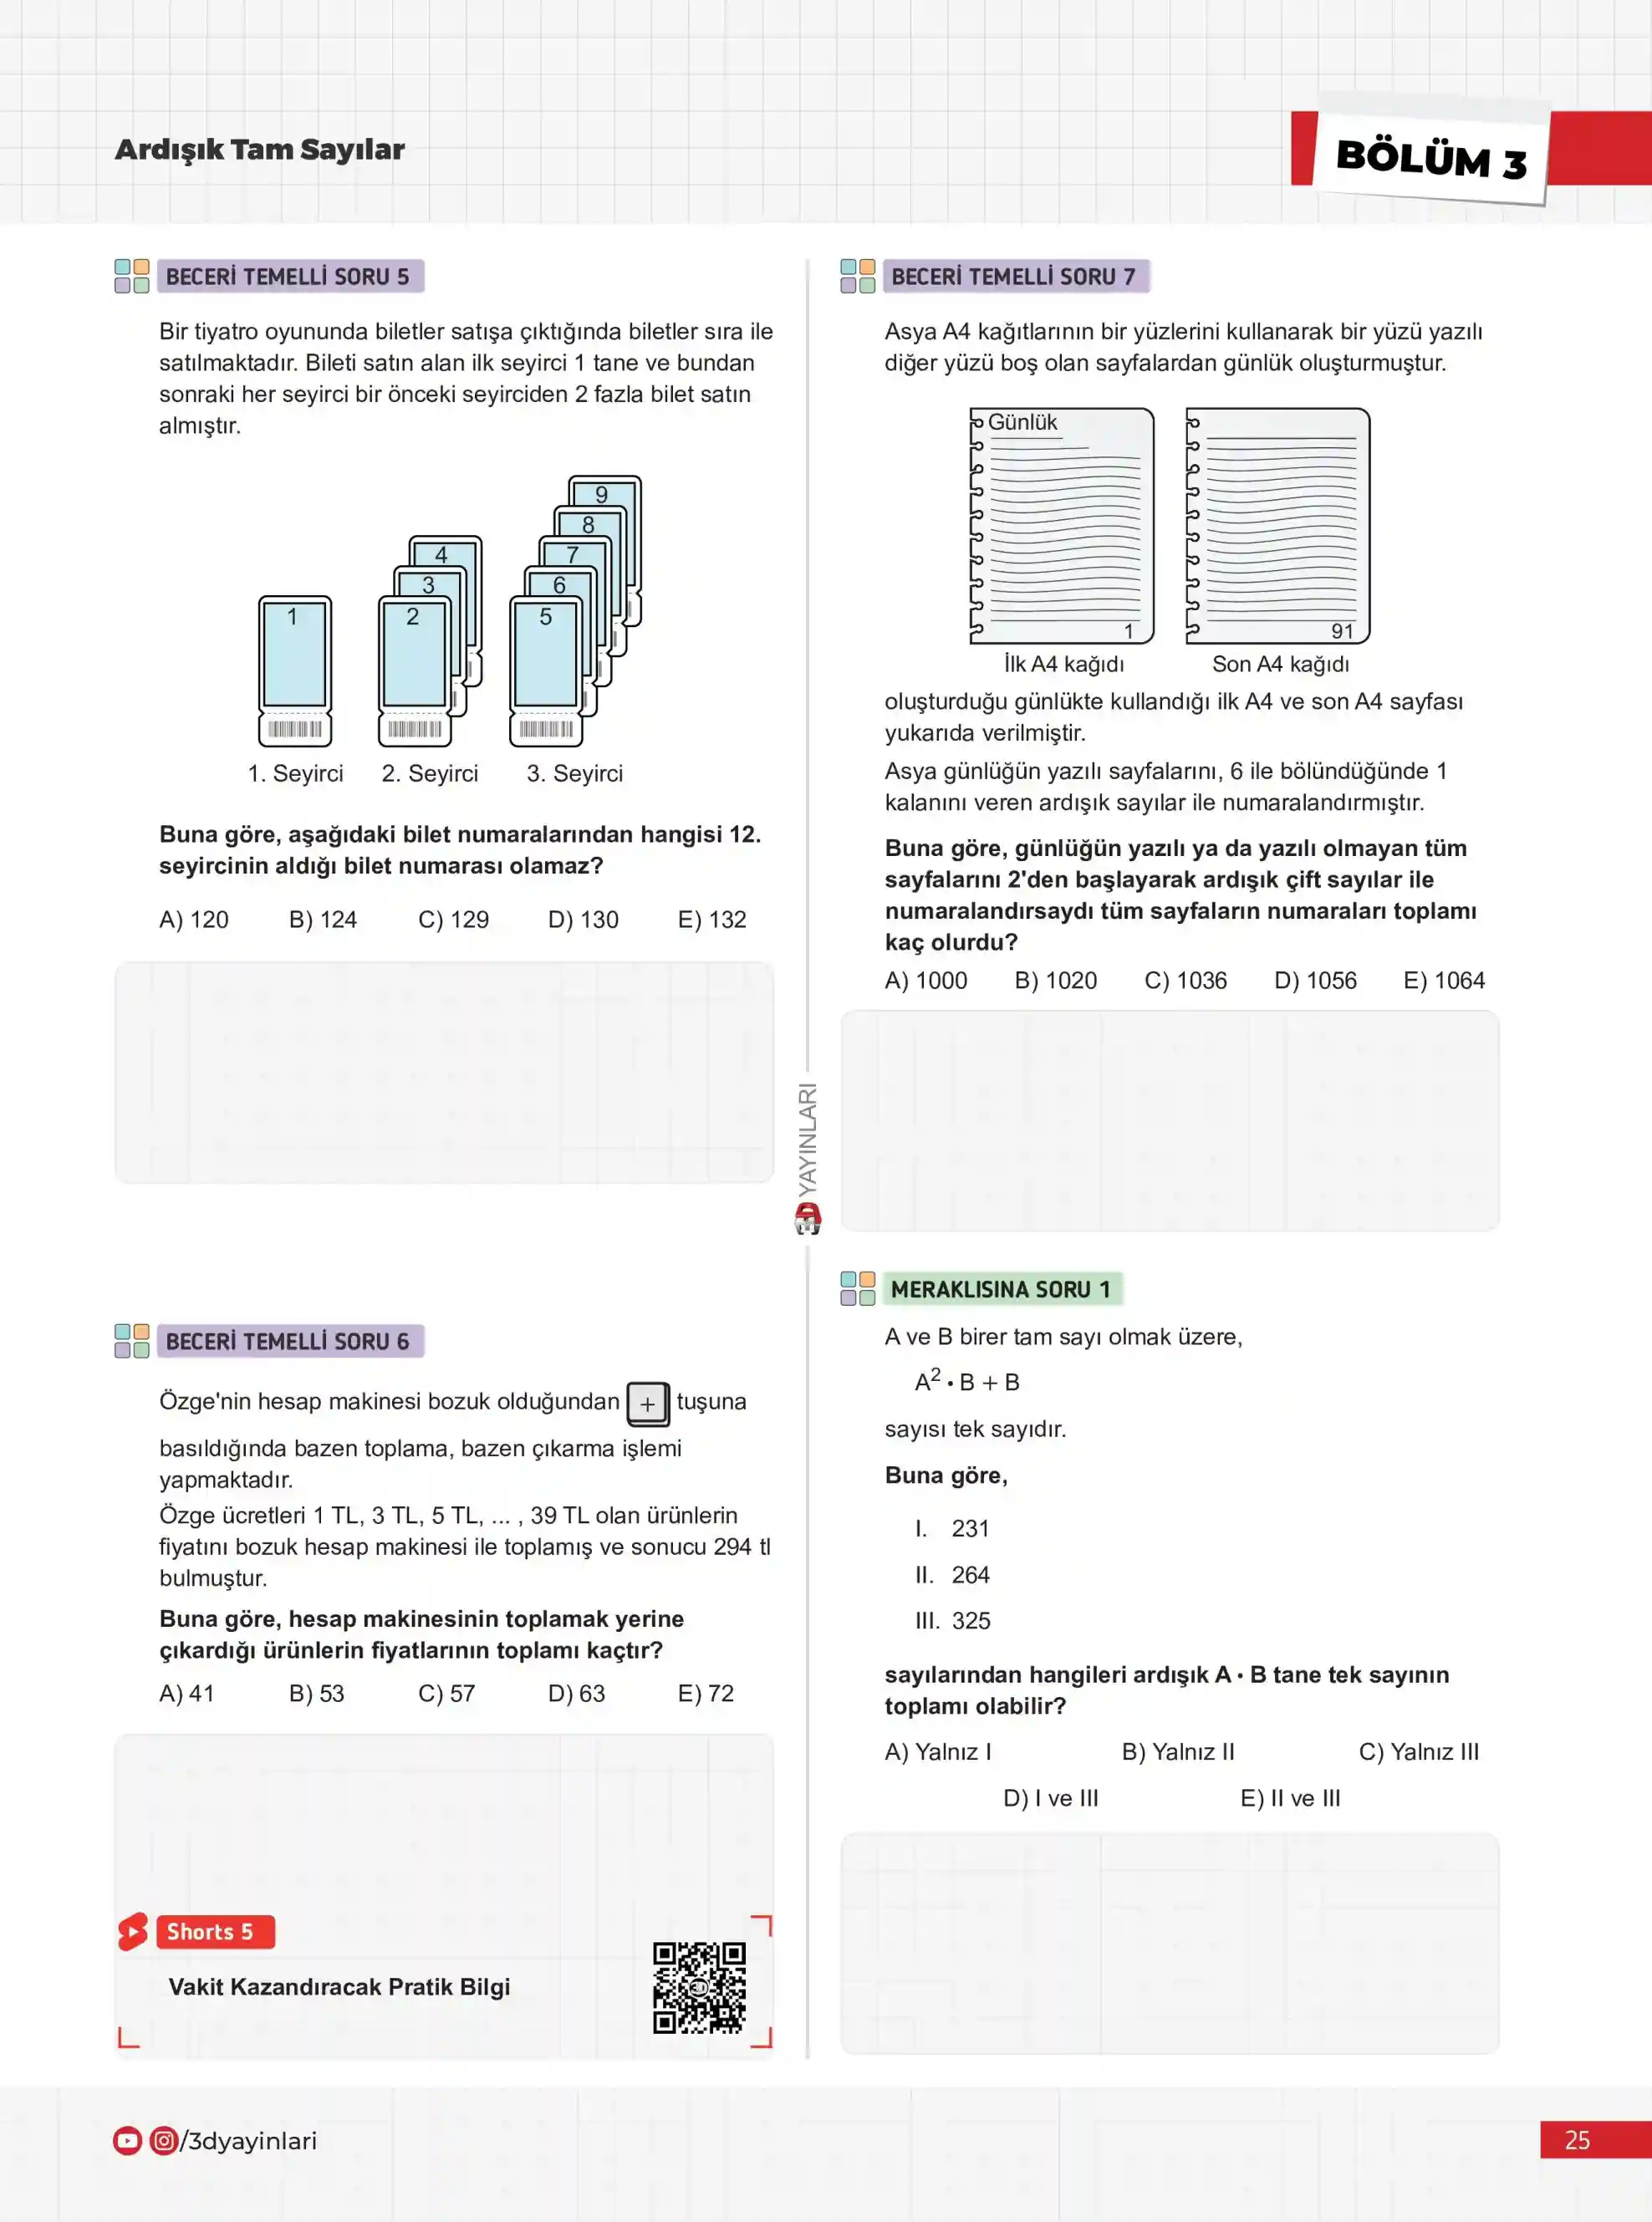 Ardışık Tam Sayılar
BÖLÜM 3
BECERİ TEMELLİ SORU 5
Bir tiyatro oyununda biletler satışa çıktığında biletler sıra ile
satılmaktadır. Bileti satın alan ilk seyirci 1 tane ve bundan
sonraki her seyirci bir önceki seyirciden 2 fazla bilet satın
almıştır.
1
2
3
4
5
6
7
8
9
1. Seyirci
2. Seyirci
3. Seyirci
Buna göre, aşağıdaki bilet numaralarından hangisi 12.
seyircinin aldığı bilet numarası olamaz?
A) 120 B) 124 C) 129 D) 130 E) 132
BECERİ TEMELLİ SORU 6
Özge'nin hesap makinesi bozuk olduğundan + tuşuna
basıldığında bazen toplama, bazen çıkarma işlemi
yapmaktadır.
Özge ücretleri 1 TL, 3 TL, 5 TL, ... , 39 TL olan ürünlerin
fiyatını bozuk hesap makinesi ile toplamış ve sonucu 294 tl
bulmuştur.
Buna göre, hesap makinesinin toplamak yerine
çıkardığı ürünlerin fiyatlarının toplamı kaçtır?
A) 41 B) 53 C) 57 D) 63 E) 72
Shorts 5
Vakit Kazandıracak Pratik Bilgi
3D
YAYINLARI
BECERİ TEMELLİ SORU 7
Asya A4 kağıtlarının bir yüzlerini kullanarak bir yüzü yazılı
diğer yüzü boş olan sayfalardan günlük oluşturmuştur.
Günlük
1
91
İlk A4 kağıdı
Son A4 kağıdı
oluşturduğu günlükte kullandığı ilk A4 ve son A4 sayfası
yukarıda verilmiştir.
Asya günlüğün yazılı sayfalarını, 6 ile bölündüğünde 1
kalanını veren ardışık sayılar ile numaralandırmıştır.
Buna göre, günlüğün yazılı ya da yazılı olmayan tüm
sayfalarını 2'den başlayarak ardışık çift sayılar ile
numaralandırsaydı tüm sayfaların numaraları toplamı
kaç olurdu?
A) 1000 B) 1020 C) 1036 D) 1056 E) 1064
MERAKLISINA SORU 1
A ve B birer tam sayı olmak üzere,
A² • B + B
sayısı tek sayıdır.
Buna göre,
I. 231
II. 264
III. 325
sayılarından hangileri ardışık A • B tane tek sayının
toplamı olabilir?
A) Yalnız I B) Yalnız II C) Yalnız III
D) I ve III E) II ve III
/3dyayinlari
25